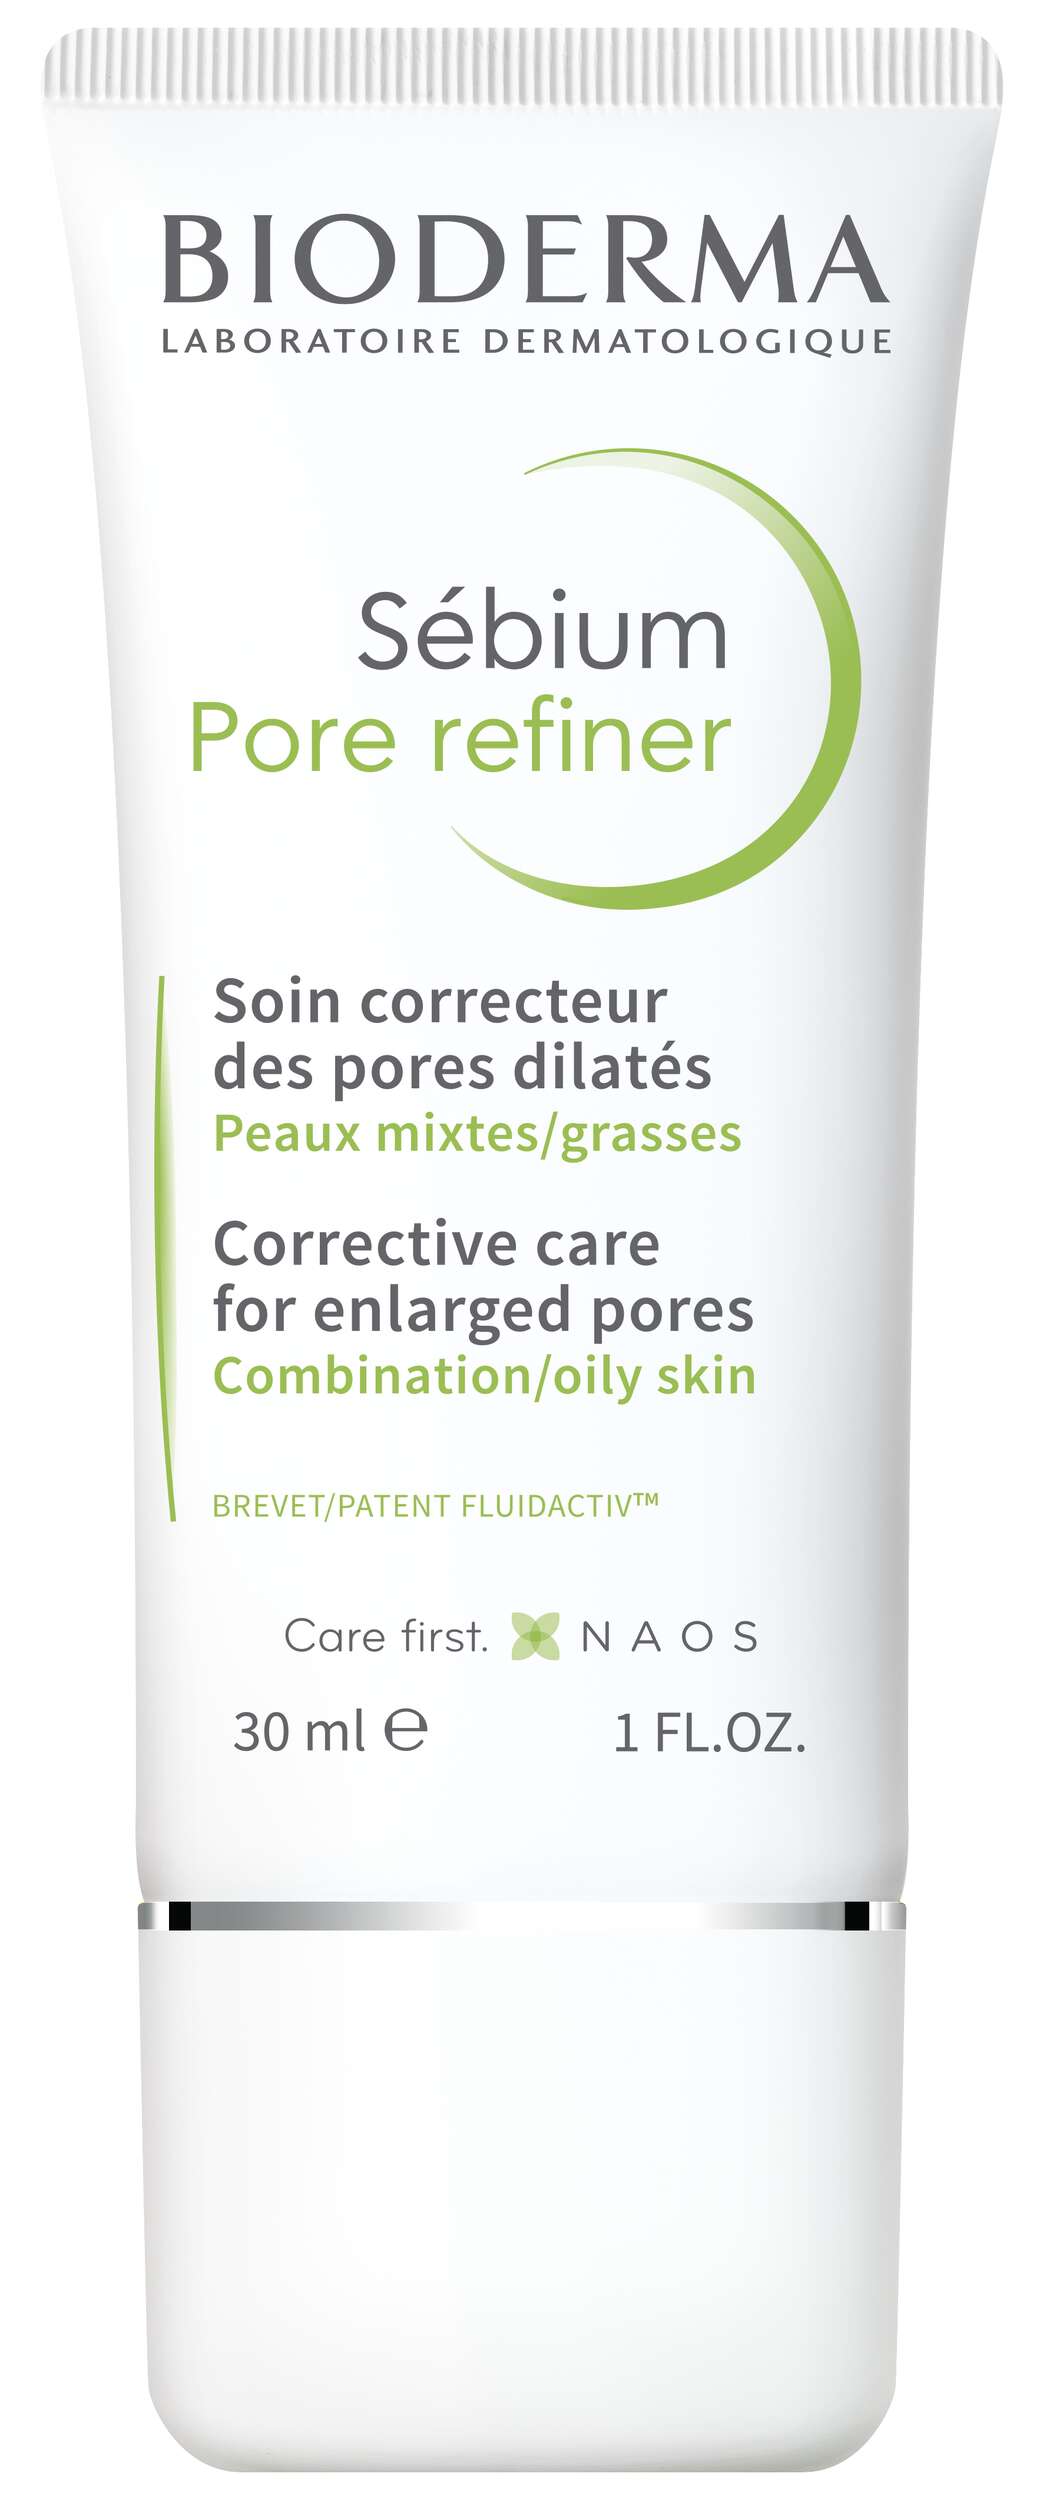 BIODERMA
LABORATOIRE DERMATOLOGIQUE
Sébium
Pore refiner
Soin correcteur
des pores dilatés
Peaux mixtes/grasses
Corrective care
for enlarged pores
Combination/oily skin
BREVET/PATENT FLUIDACTIV™
Care first. NAOS
30 ml ℮ 1 FL.OZ.